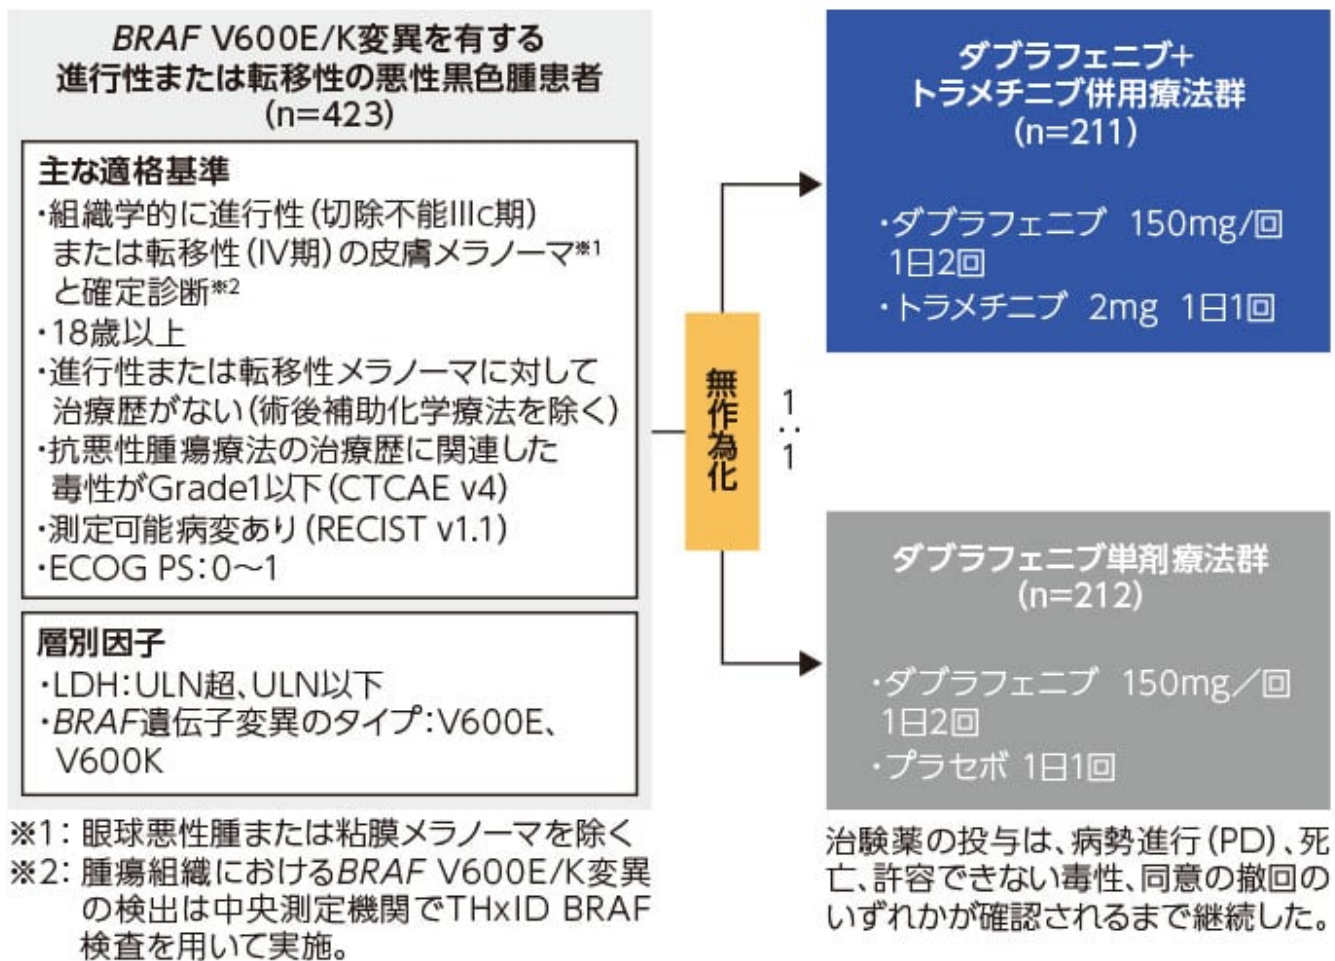 BRAF V600E/K変異を有する
進行性または転移性の悪性黒色腫患者
(n=423)
主な適格基準
・組織学的に進行性(切除不能IIIc期)
または転移性(IV期)の皮膚メラノーマ※1
と確定診断※2
・18歳以上
・進行性または転移性メラノーマに対して
治療歴がない(術後補助化学療法を除く)
・抗悪性腫瘍療法の治療歴に関連した
毒性がGrade1以下(CTCAE v4)
・測定可能病変あり(RECIST v1.1)
・ECOG PS:0〜1
層別因子
・LDH:ULN超、ULN以下
・BRAF遺伝子変異のタイプ:V600E、
V600K
※1: 眼球悪性腫または粘膜メラノーマを除く
※2: 腫瘍組織におけるBRAF V600E/K変異
の検出は中央測定機関でTHxID BRAF
検査を用いて実施。
無作為化
1:1
ダブラフェニブ+
トラメチニブ併用療法群
(n=211)
・ダブラフェニブ 150mg/回
1日2回
・トラメチニブ 2mg 1日1回
ダブラフェニブ単剤療法群
(n=212)
・ダブラフェニブ 150mg/回
1日2回
・プラセボ 1日1回
治験薬の投与は、病勢進行(PD)、死
亡、許容できない毒性、同意の撤回の
いずれかが確認されるまで継続した。